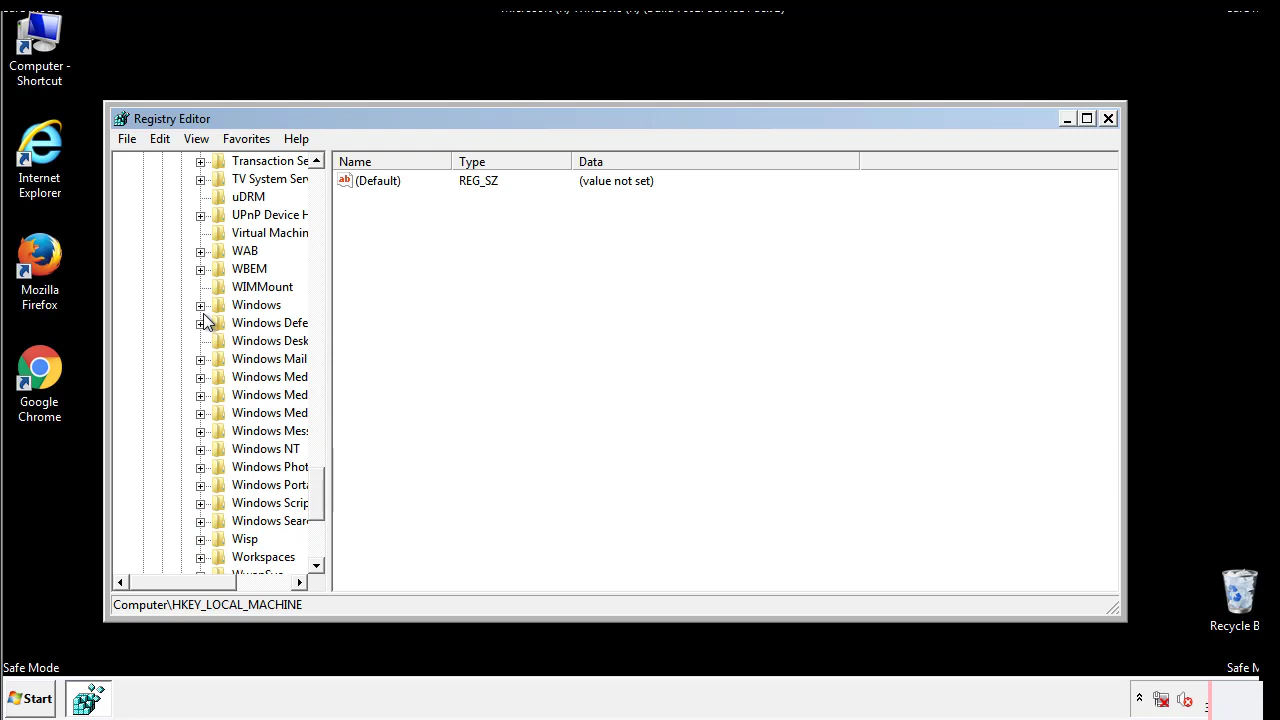 Computer -
Shortcut
Internet
Explorer
Mozilla
Firefox
Google
Chrome
Registry Editor
File Edit View Favorites Help
Transaction Se
TV System Serv
uDRM
UPnP Device H
Virtual Machin
WAB
WBEM
WIMMount
Windows
Windows Defe
Windows Desk
Windows Mail
Windows Med
Windows Med
Windows Med
Windows Mess
Windows NT
Windows Phot
Windows Porta
Windows Scrip
Windows Sear
Wisp
Workspaces
Name Type Data
(Default) REG_SZ (value not set)
Computer\HKEY_LOCAL_MACHINE
Recycle B
Safe Mode
Safe M
Start